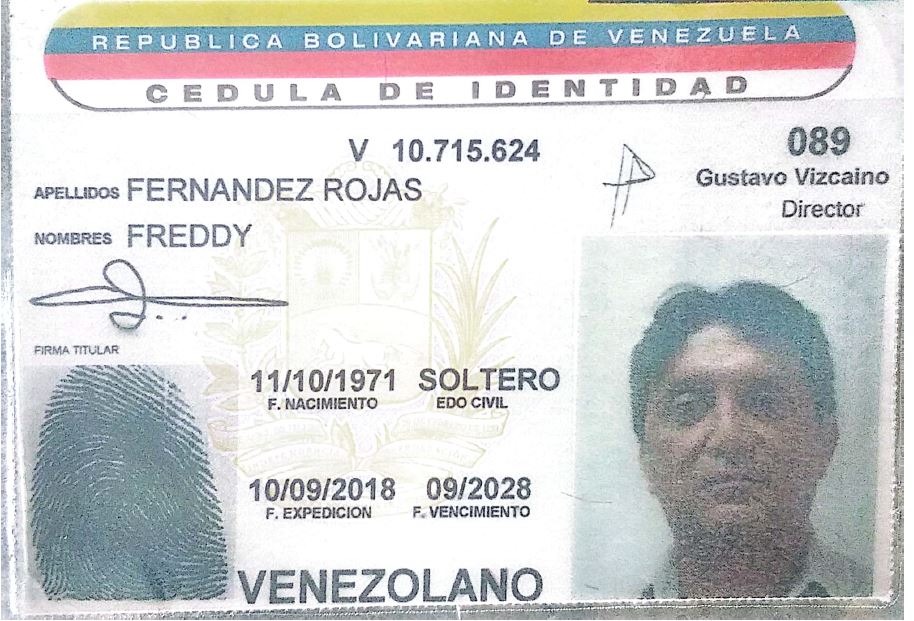 REPUBLICA BOLIVARIANA DE VENEZUELA
CEDULA DE IDENTIDAD
V 10.715.624
089
Gustavo Vizcaino
Director
APELLIDOS FERNANDEZ ROJAS
NOMBRES FREDDY
FIRMA TITULAR
11/10/1971 SOLTERO
F. NACIMIENTO EDO CIVIL
10/09/2018 09/2028
F. EXPEDICION F. VENCIMIENTO
VENEZOLANO